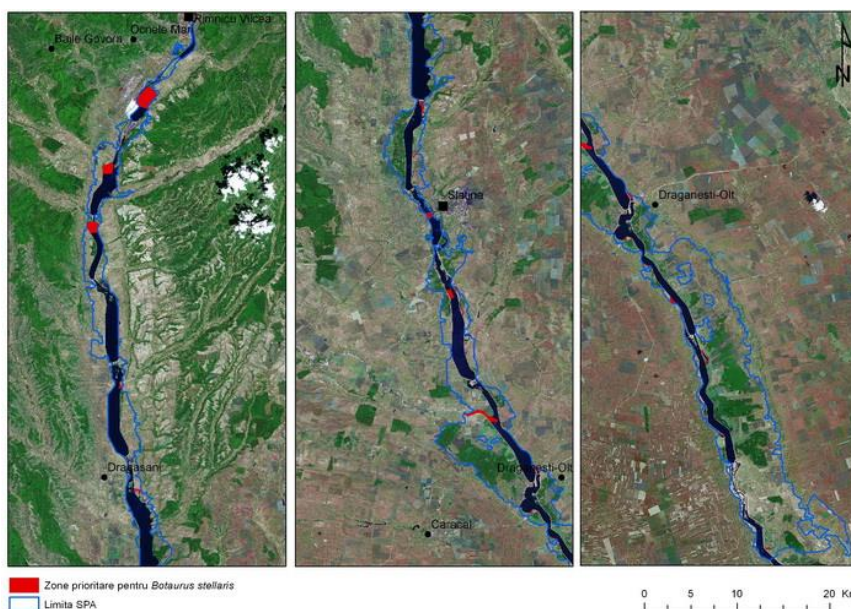 Rimnicu Vilcea
Ocnele Mari
Baile Govora
Dragasani
Slatina
Draganesti-Olt
Caracal
Draganesti-Olt
N
Zone prioritare pentru Botaurus stellaris
Limita SPA
0 5 10 20 Km